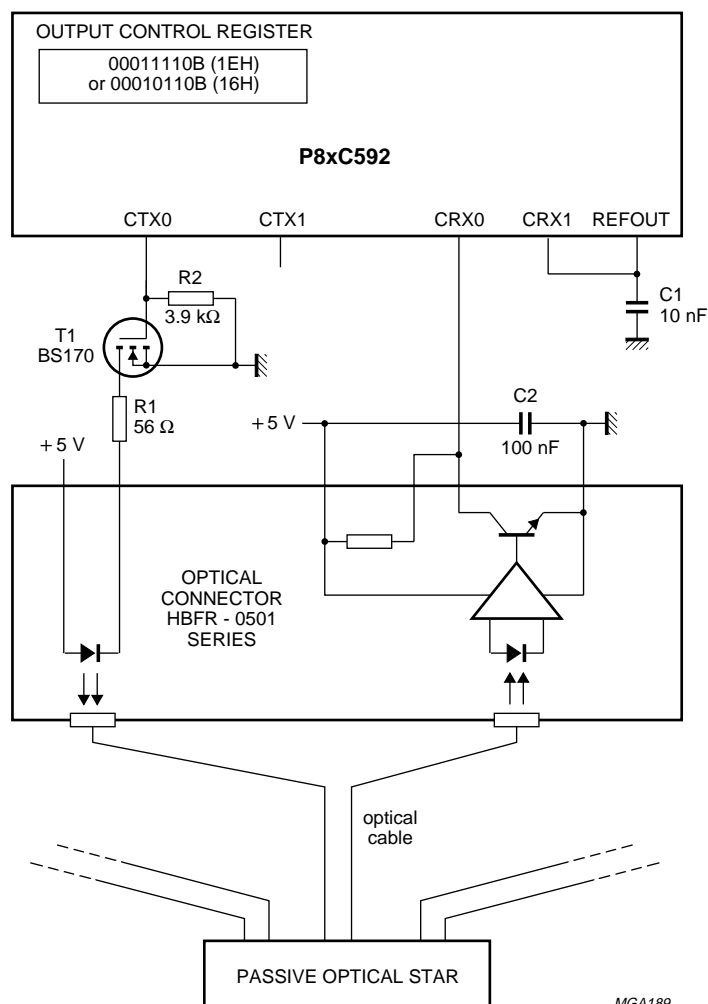 OUTPUT CONTROL REGISTER
00011110B (1EH)
or 00010110B (16H)
P8xC592
CTX0
CTX1
CRX0
CRX1
REFOUT
R2
3.9 kΩ
C1
10 nF
T1
BS170
R1
56 Ω
+5 V
+5 V
C2
100 nF
OPTICAL
CONNECTOR
HBFR - 0501
SERIES
optical
cable
PASSIVE OPTICAL STAR
MGA189